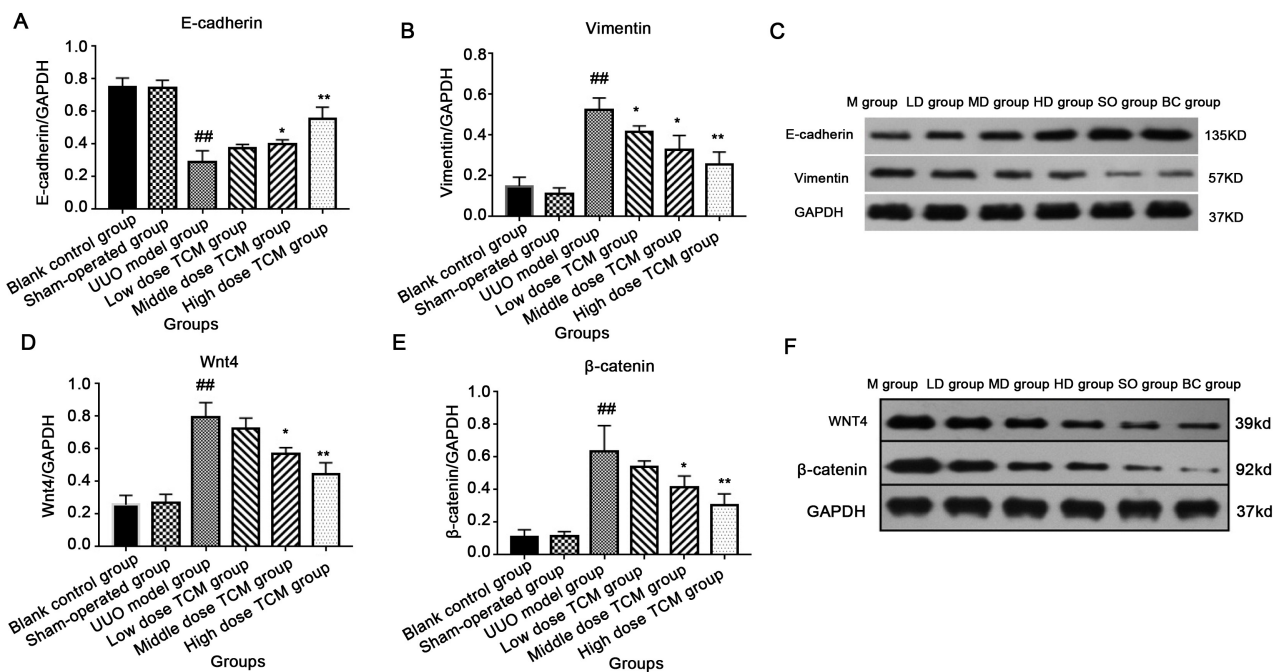 A
E-cadherin
E-cadherin/GAPDH
1.0
0.8
0.6
0.4
0.2
0.0
##
*
**
Blank control group
Sham-operated group
UUO model group
Low dose TCM group
Middle dose TCM group
High dose TCM group
Groups
B
Vimentin
Vimentin/GAPDH
0.8
0.6
0.4
0.2
0.0
##
*
*
**
Blank control group
Sham-operated group
UUO model group
Low dose TCM group
Middle dose TCM group
High dose TCM group
Groups
C
M group LD group MD group HD group SO group BC group
E-cadherin 135KD
Vimentin 57KD
GAPDH 37KD
D
Wnt4
Wnt4/GAPDH
1.0
0.8
0.6
0.4
0.2
0.0
##
*
**
Blank control group
Sham-operated group
UUO model group
Low dose TCM group
Middle dose TCM group
High dose TCM group
Groups
E
β-catenin
β-catenin/GAPDH
1.0
0.8
0.6
0.4
0.2
0.0
##
*
**
Blank control group
Sham-operated group
UUO model group
Low dose TCM group
Middle dose TCM group
High dose TCM group
Groups
F
M group LD group MD group HD group SO group BC group
WNT4 39kd
β-catenin 92kd
GAPDH 37kd